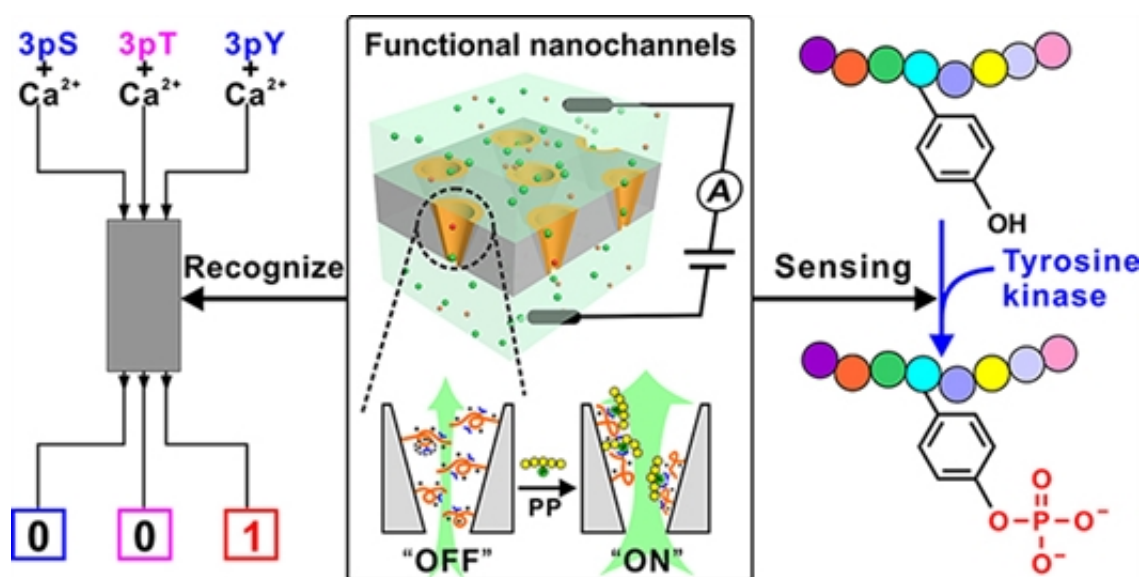 3pS 3pT 3pY
+ + +
Ca²⁺ Ca²⁺ Ca²⁺
Recognize
0 0 1
Functional nanochannels
A
PP
"OFF" "ON"
Sensing
OH
Tyrosine
kinase
O
O–P–O⁻
O⁻